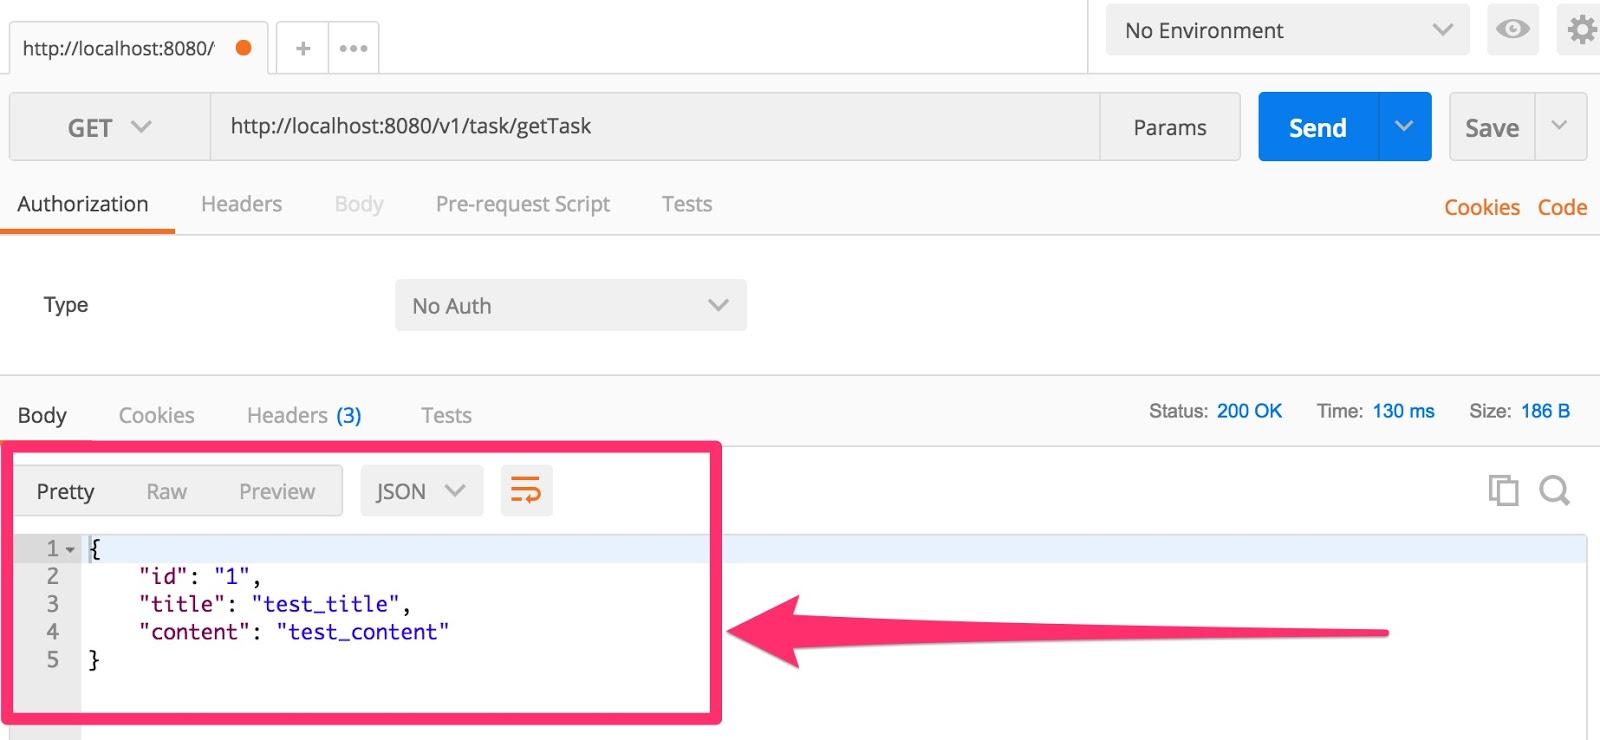 http://localhost:8080/
No Environment
GET http://localhost:8080/v1/task/getTask Params Send Save
Authorization Headers Body Pre-request Script Tests Cookies Code
Type No Auth
Body Cookies Headers (3) Tests Status: 200 OK Time: 130 ms Size: 186 B
Pretty Raw Preview JSON
1 {
2 "id": "1",
3 "title": "test_title",
4 "content": "test_content"
5 }